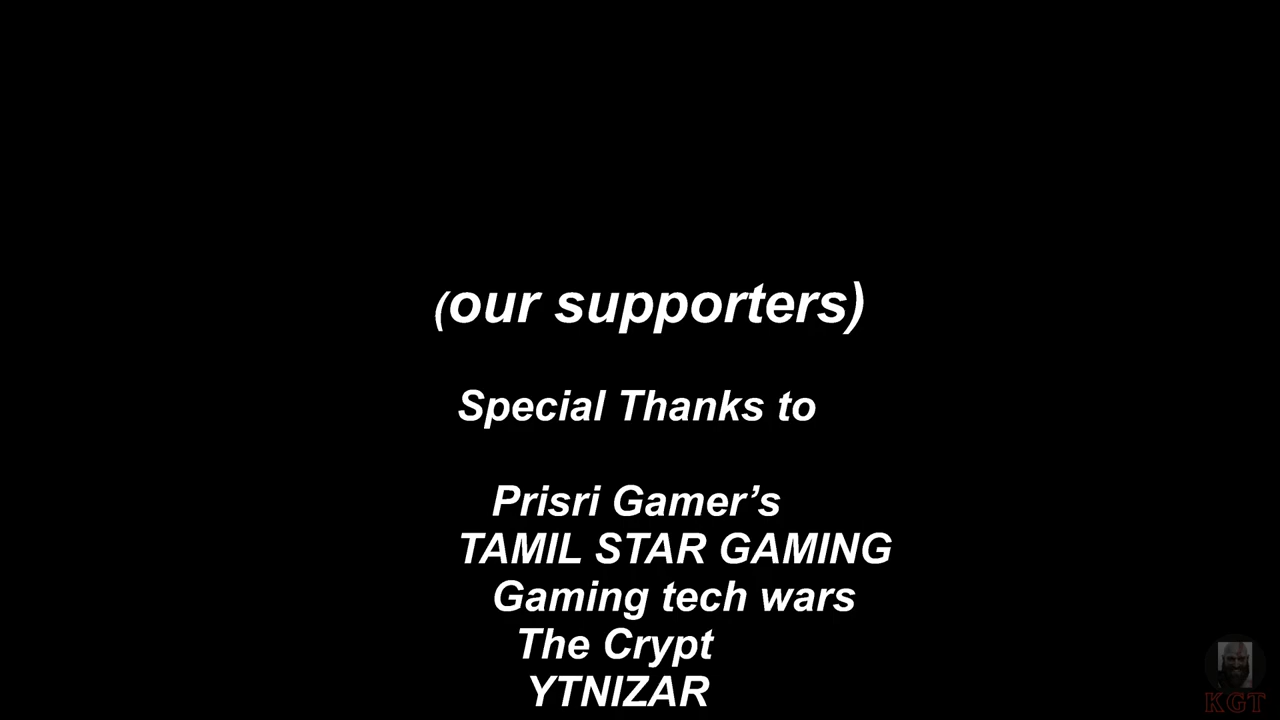 (our supporters)
Special Thanks to
Prisri Gamer’s
TAMIL STAR GAMING
Gaming tech wars
The Crypt
YTNIZAR
KGT